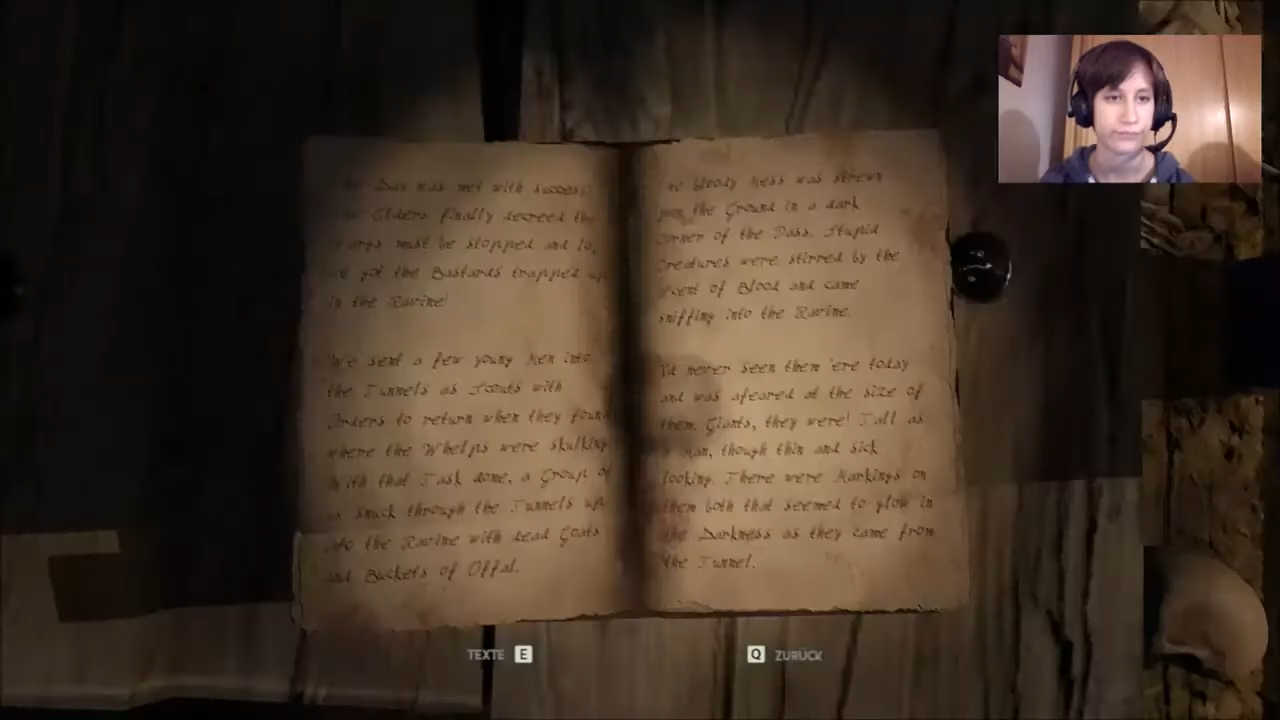 Day was met with success!
Elders finally decreed the
must be stopped and lo,
got the Bastards trapped up
in the Ravine!
We sent a few young Men into
the Tunnels as Scouts with
Orders to return when they found
where the Whelps were skulking.
With that Task done, a Group of
us snuck through the Tunnels up
into the Ravine with dead Goats
and Buckets of Offal.
The bloody Mess was strewn
upon the Ground in a dark
Corner of the Pass. Stupid
Creatures were stirred by the
scent of Blood and came
sniffing into the Ravine.
I'd never seen them 'ere today
and was afeared at the size of
them. Giants, they were! Tall as
a Man, though thin and sick
looking. There were Markings on
them both that seemed to glow in
the Darkness as they came from
the Tunnel.
TEXTE E
Q ZURÜCK